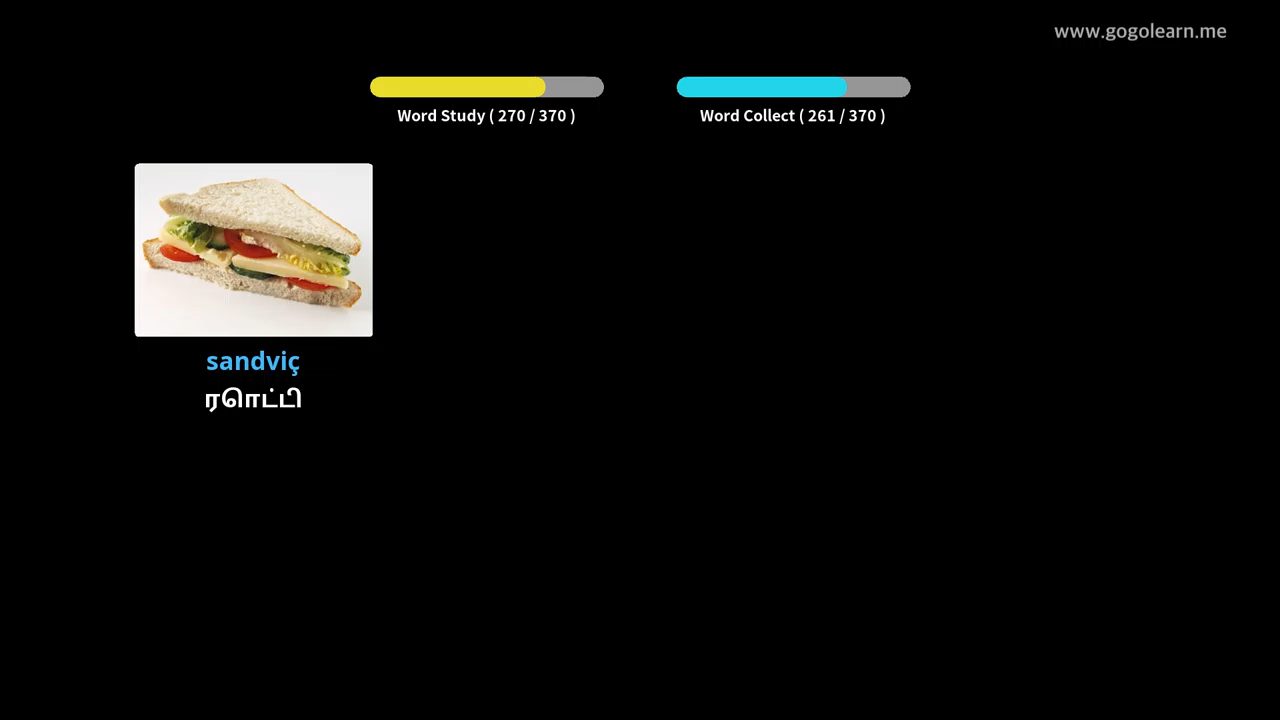 www.gogolearn.me
Word Study ( 270 / 370 )
Word Collect ( 261 / 370 )
sandviç
ரொட்டி